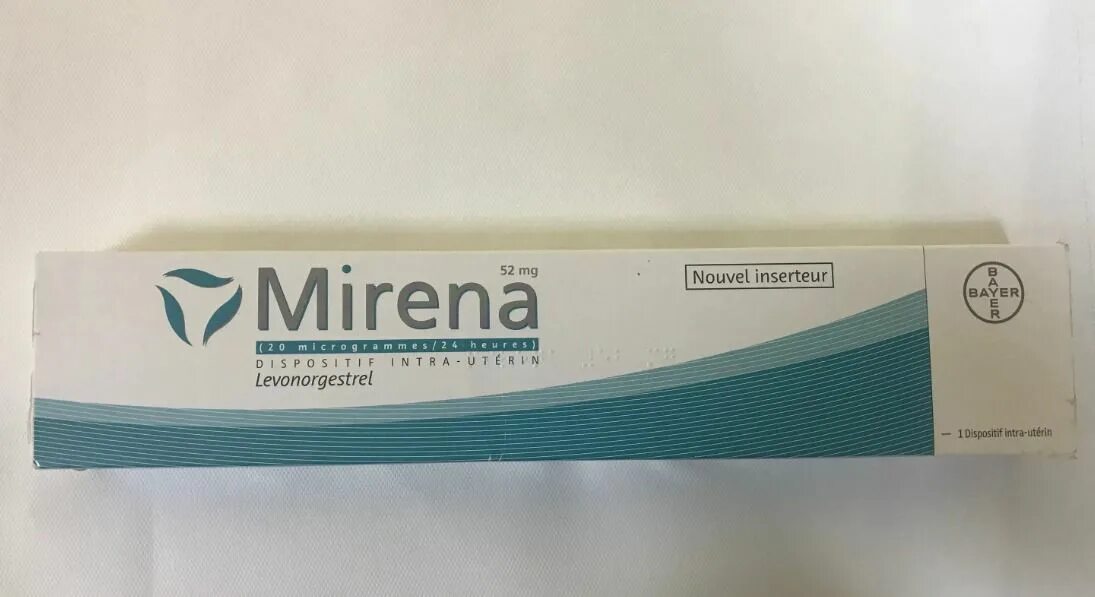 52 mg
Mirena
(20 microgrammes/24 heures)
DISPOSITIF INTRA-UTÉRIN
Levonorgestrel
Nouvel inserteur
BAYER
BAYER
1 Dispositif intra-utérin